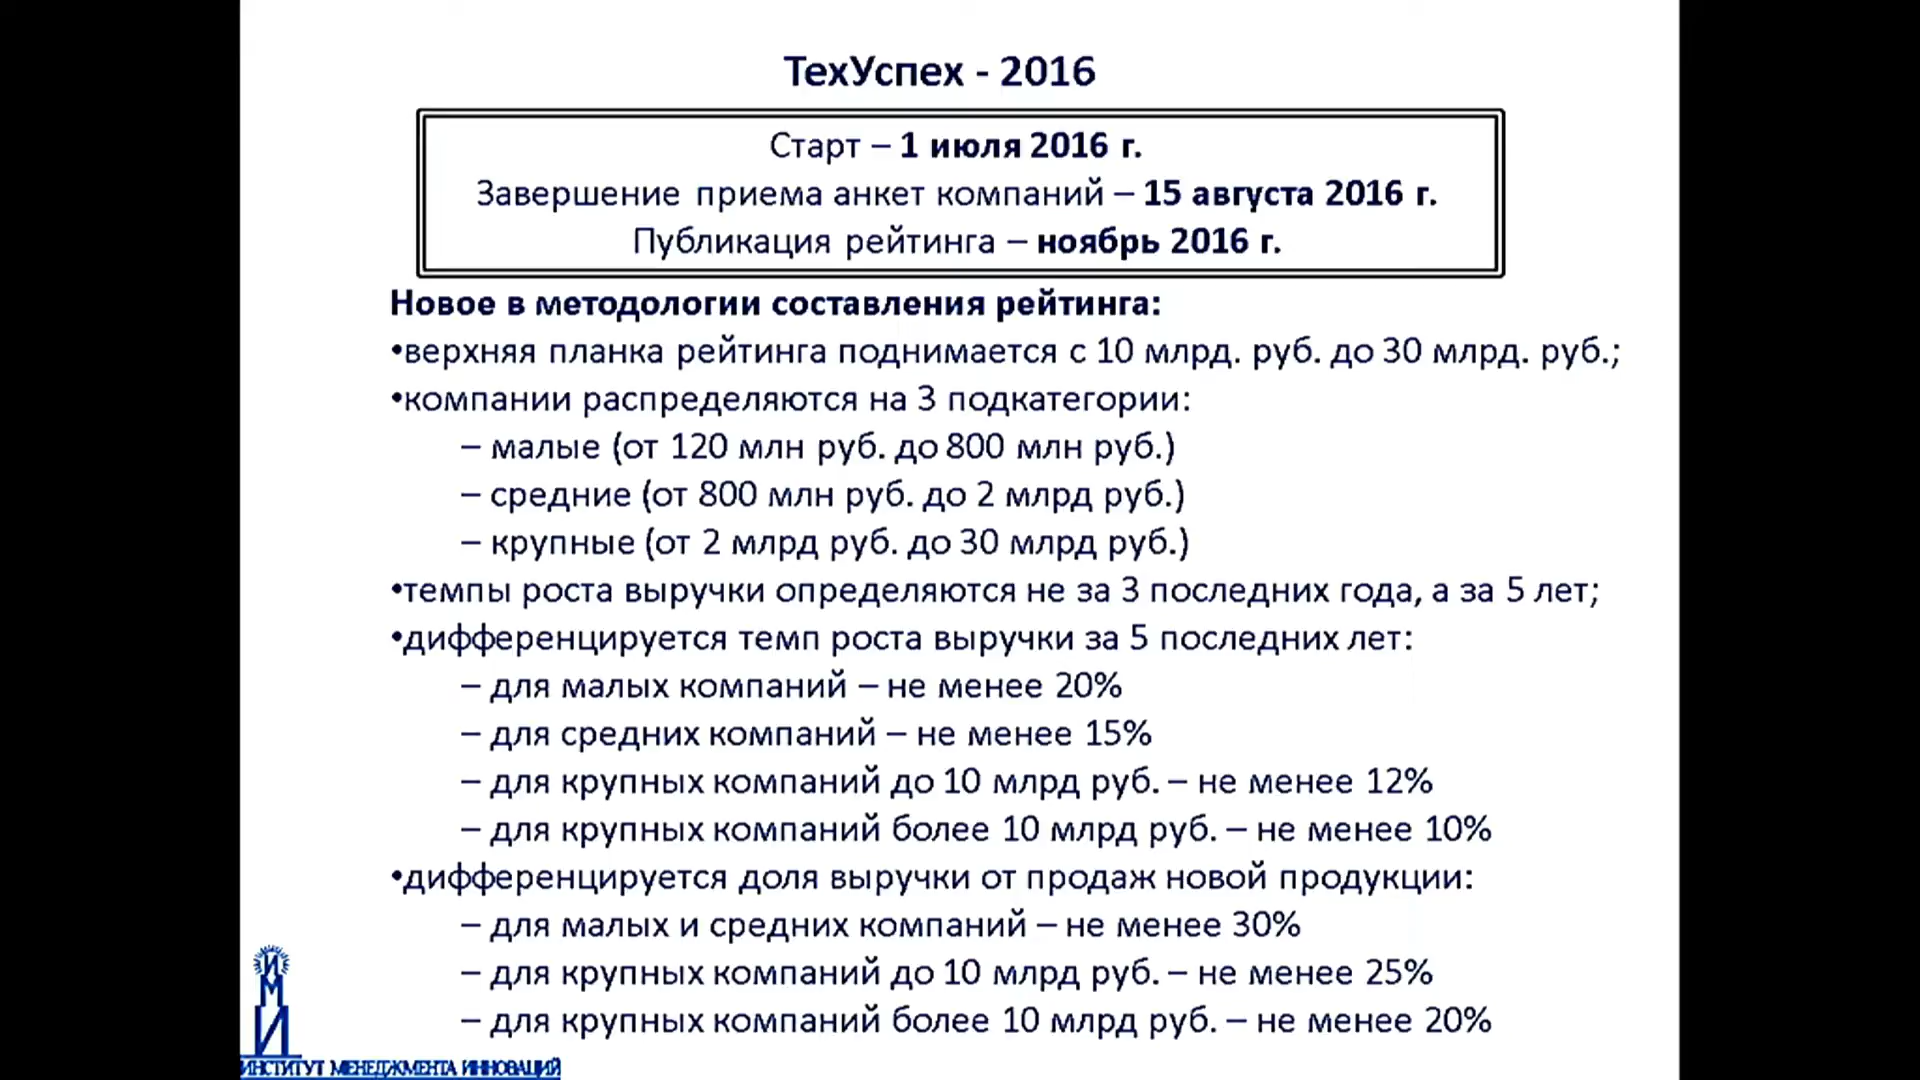 ТехУспех - 2016
Старт – 1 июля 2016 г.
Завершение приема анкет компаний – 15 августа 2016 г.
Публикация рейтинга – ноябрь 2016 г.
Новое в методологии составления рейтинга:
•верхняя планка рейтинга поднимается с 10 млрд. руб. до 30 млрд. руб.;
•компании распределяются на 3 подкатегории:
– малые (от 120 млн руб. до 800 млн руб.)
– средние (от 800 млн руб. до 2 млрд руб.)
– крупные (от 2 млрд руб. до 30 млрд руб.)
•темпы роста выручки определяются не за 3 последних года, а за 5 лет;
•дифференцируется темп роста выручки за 5 последних лет:
– для малых компаний – не менее 20%
– для средних компаний – не менее 15%
– для крупных компаний до 10 млрд руб. – не менее 12%
– для крупных компаний более 10 млрд руб. – не менее 10%
•дифференцируется доля выручки от продаж новой продукции:
– для малых и средних компаний – не менее 30%
– для крупных компаний до 10 млрд руб. – не менее 25%
– для крупных компаний более 10 млрд руб. – не менее 20%
И
М
И
ИНСТИТУТ МЕНЕДЖМЕНТА ИННОВАЦИЙ